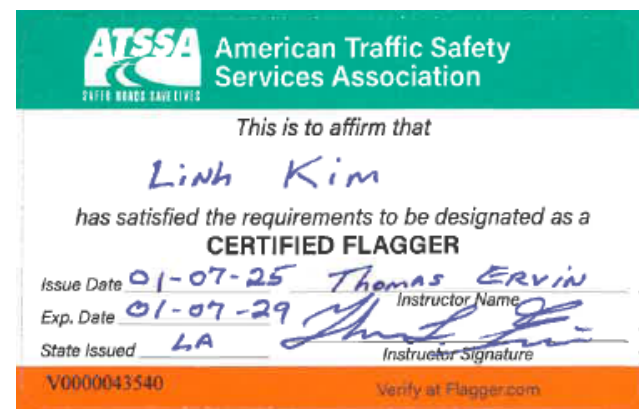 ATSSA
SAFER ROADS SAVE LIVES
American Traffic Safety
Services Association
This is to affirm that
Linh Kim
has satisfied the requirements to be designated as a
CERTIFIED FLAGGER
Issue Date 01-07-25 Thomas Ervin
Instructor Name
Exp. Date 01-07-29
State Issued LA
Instructor Signature
V0000043540 Verify at Flagger.com